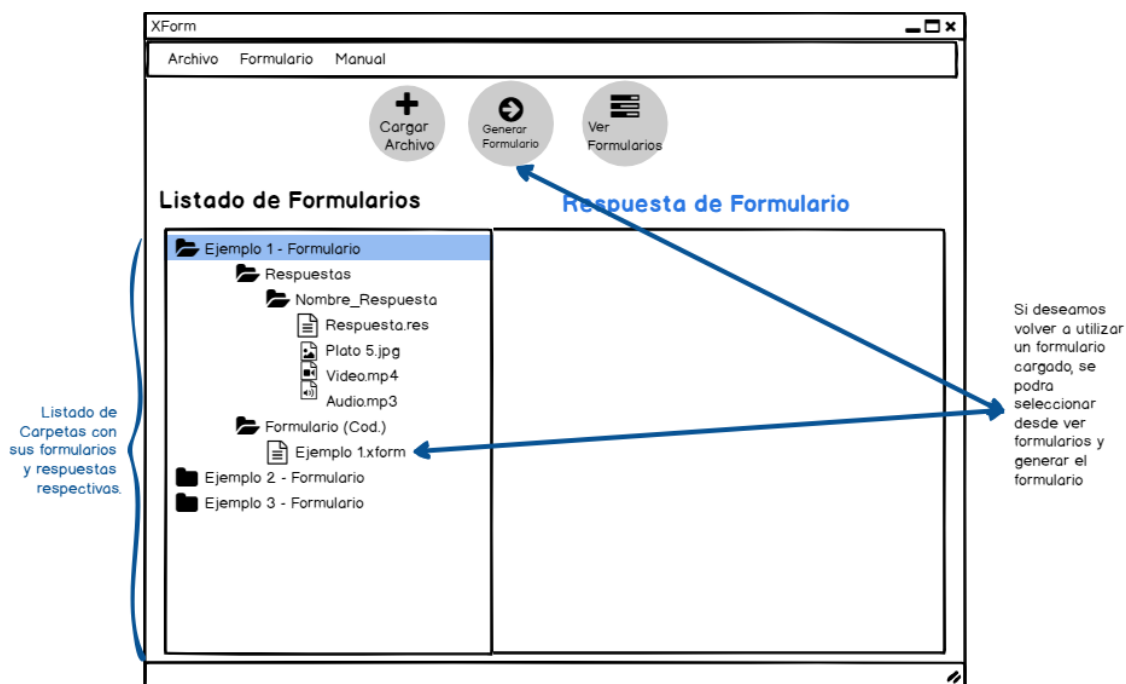 XForm
Archivo Formulario Manual
Cargar
Archivo
Generar
Formulario
Ver
Formularios
Listado de Formularios
Respuesta de Formulario
Ejemplo 1 - Formulario
Respuestas
Nombre_Respuesta
Respuesta.res
Plato 5.jpg
Video.mp4
Audio.mp3
Formulario (Cod.)
Ejemplo 1.xform
Ejemplo 2 - Formulario
Ejemplo 3 - Formulario
Listado de
Carpetas con
sus formularios
y respuestas
respectivas.
Si deseamos
volver a utilizar
un formulario
cargado, se
podra
seleccionar
desde ver
formularios y
generar el
formulario